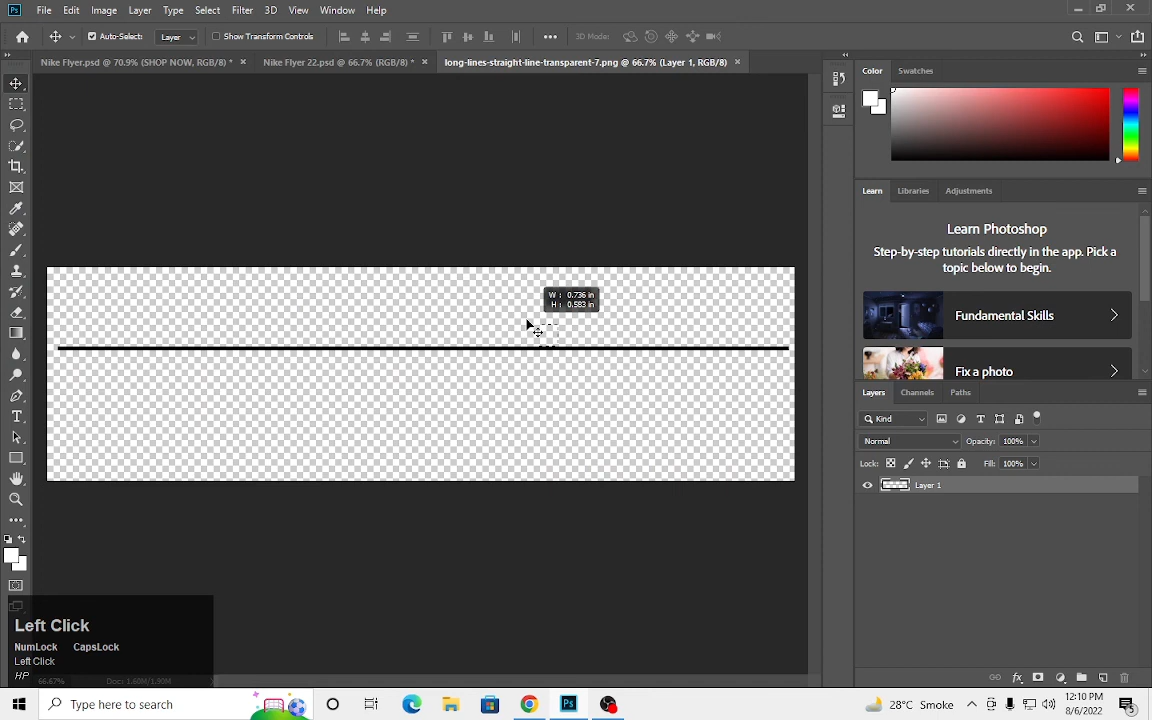 Ps File Edit Image Layer Type Select Filter 3D View Window Help
Auto-Select: Layer Show Transform Controls 3D Mode:
Nike Flyer.psd @ 70.9% (SHOP NOW, RGB/8) * Nike Flyer 22.psd @ 66.7% (RGB/8) * long-lines-straight-line-transparent-7.png @ 66.7% (Layer 1, RGB/8)
Color Swatches
Learn Libraries Adjustments
Learn Photoshop
Step-by-step tutorials directly in the app. Pick a
topic below to begin.
W : 0.736 in
H : 0.583 in
Fundamental Skills
Fix a photo
Layers Channels Paths
Kind
Normal Opacity: 100%
Lock: Fill: 100%
Layer 1
Left Click
NumLock CapsLock
Left Click
HP
66.67% Doc: 1.60M/1.90M
Type here to search
Ps
28°C Smoke
12:10 PM
8/6/2022
5